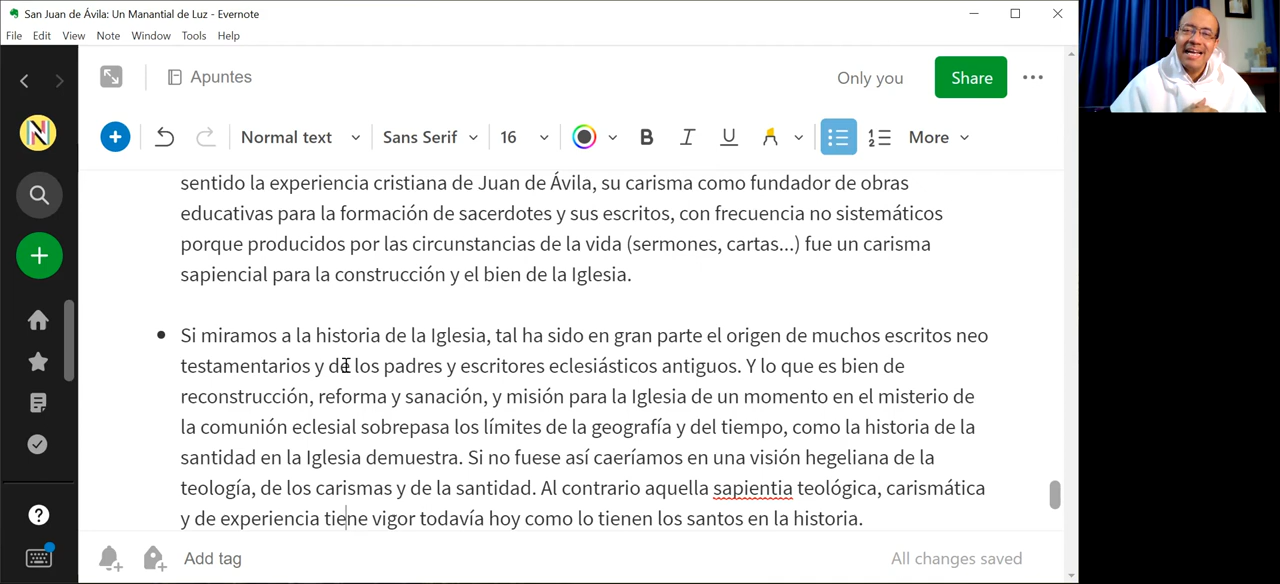 San Juan de Ávila: Un Manantial de Luz - Evernote
File Edit View Note Window Tools Help
Apuntes
Only you
Share
Normal text
Sans Serif
16
B I U
More
sentido la experiencia cristiana de Juan de Ávila, su carisma como fundador de obras
educativas para la formación de sacerdotes y sus escritos, con frecuencia no sistemáticos
porque producidos por las circunstancias de la vida (sermones, cartas...) fue un carisma
sapiencial para la construcción y el bien de la Iglesia.
• Si miramos a la historia de la Iglesia, tal ha sido en gran parte el origen de muchos escritos neo
testamentarios y de los padres y escritores eclesiásticos antiguos. Y lo que es bien de
reconstrucción, reforma y sanación, y misión para la Iglesia de un momento en el misterio de
la comunión eclesial sobrepasa los límites de la geografía y del tiempo, como la historia de la
santidad en la Iglesia demuestra. Si no fuese así caeríamos en una visión hegeliana de la
teología, de los carismas y de la santidad. Al contrario aquella sapientia teológica, carismática
y de experiencia tiene vigor todavía hoy como lo tienen los santos en la historia.
Add tag
All changes saved
N